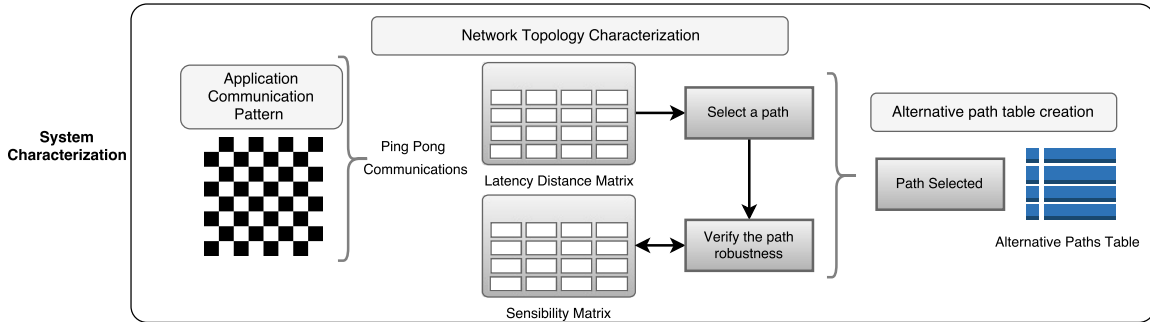 System
Characterization
Network Topology Characterization
Application
Communication
Pattern
Ping Pong
Communications
Latency Distance Matrix
Sensibility Matrix
Select a path
Verify the path
robustness
Alternative path table creation
Path Selected
Alternative Paths Table